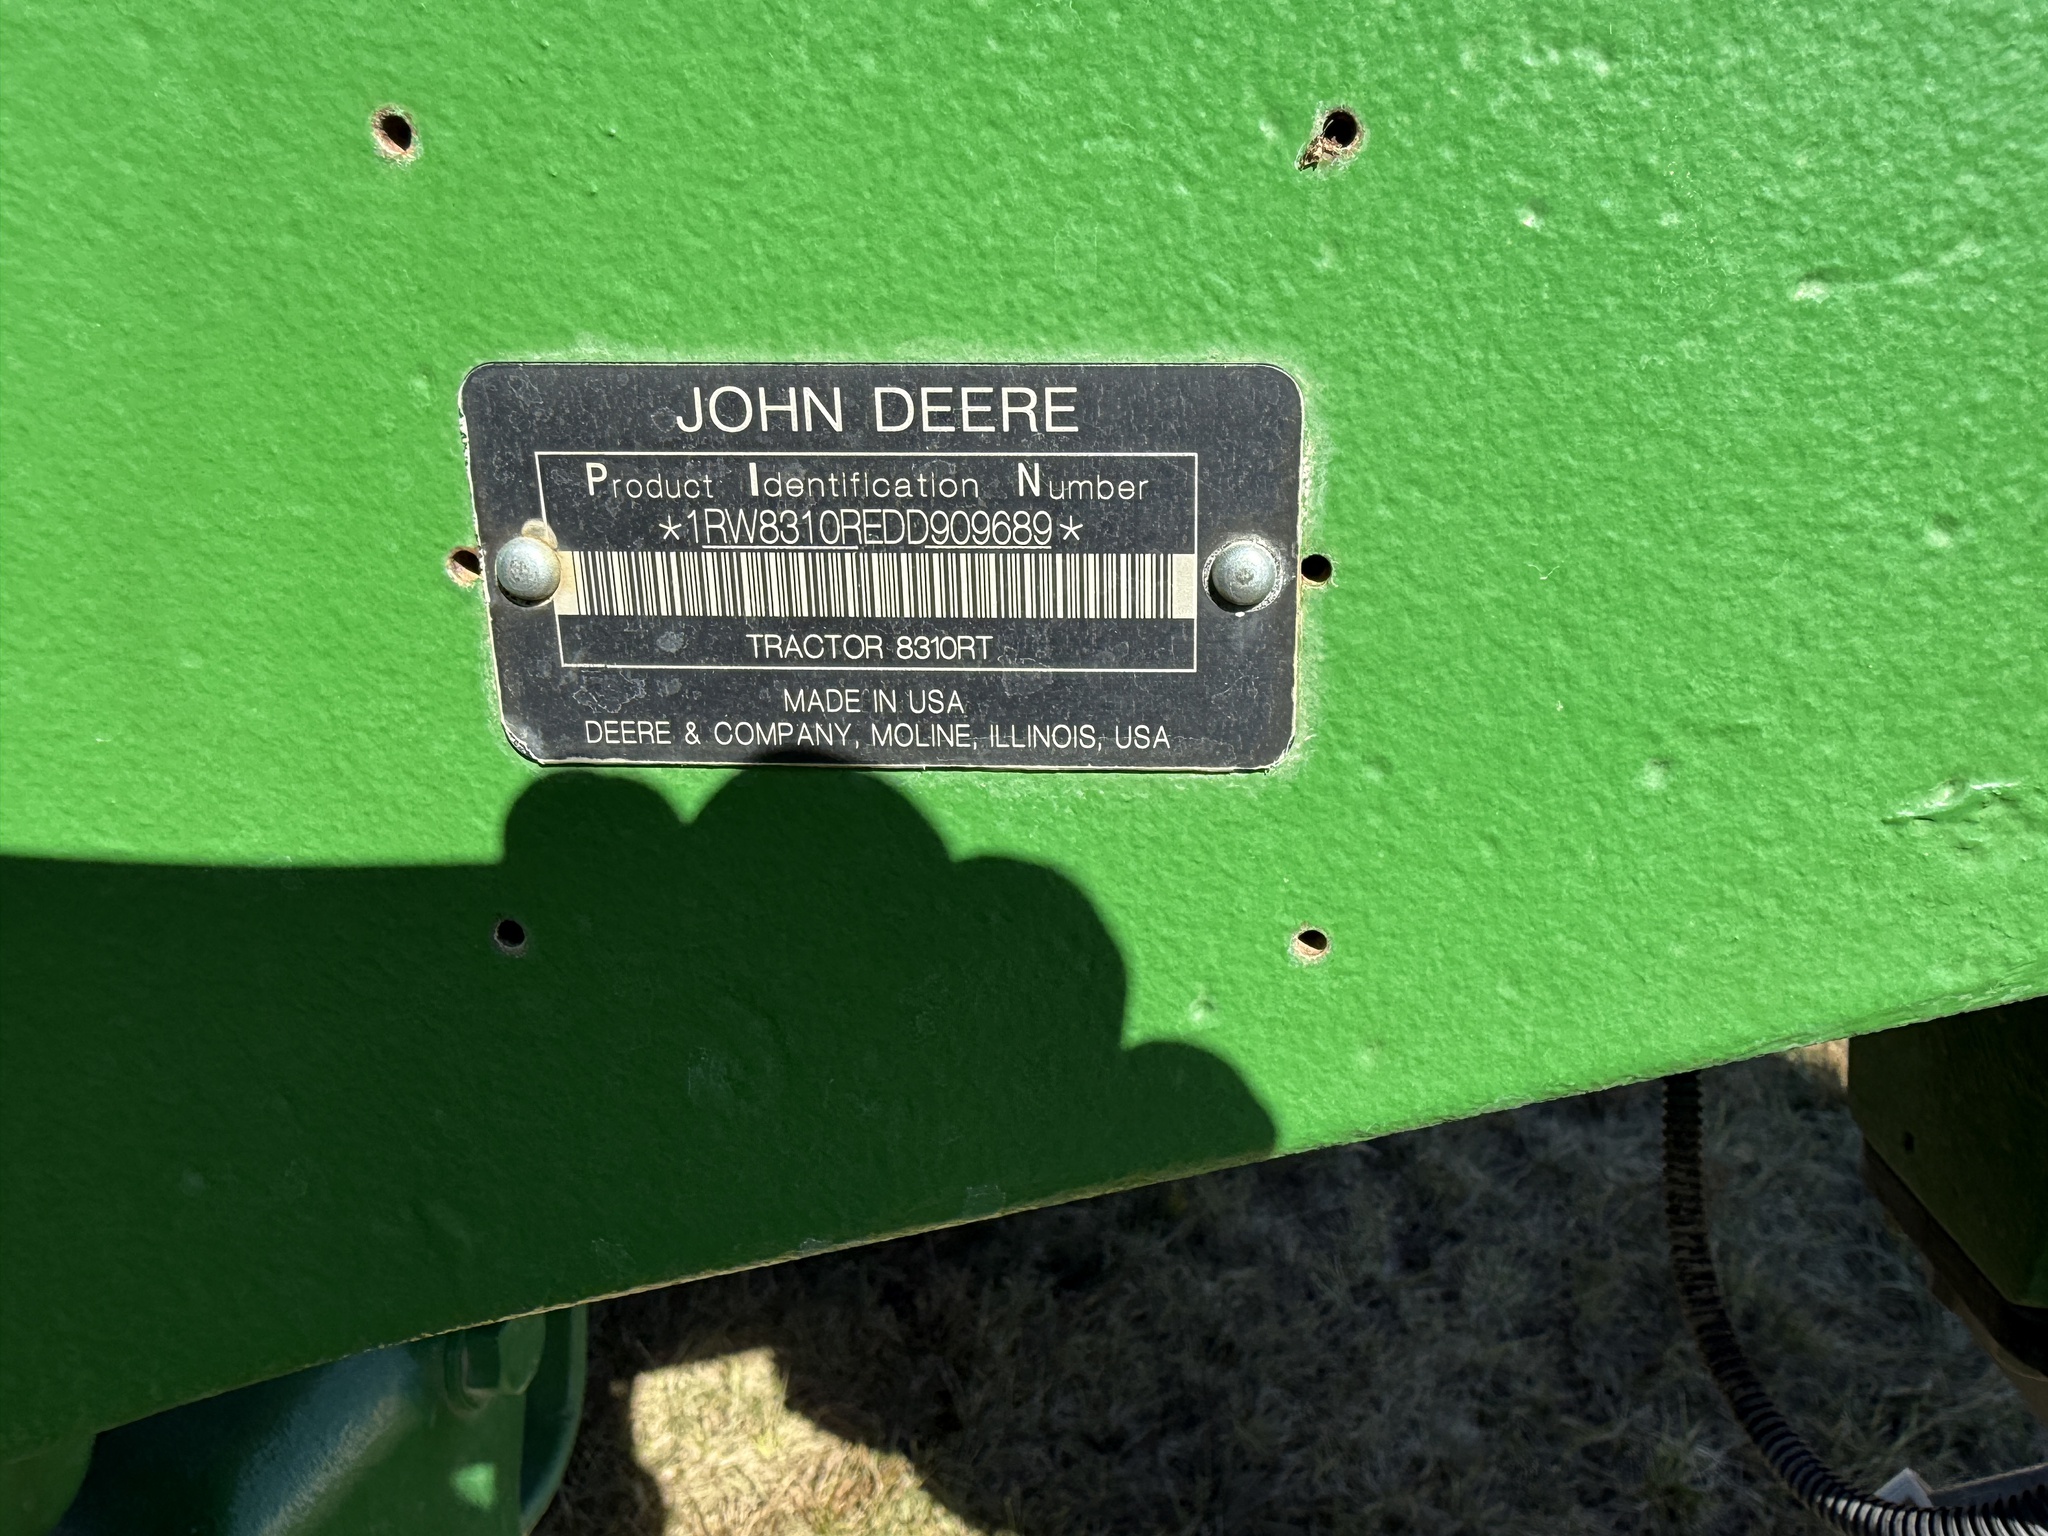 JOHN DEERE
Product Identification Number
*1RW8310REDD909689*
TRACTOR 8310RT
MADE IN USA
DEERE & COMPANY, MOLINE, ILLINOIS, USA